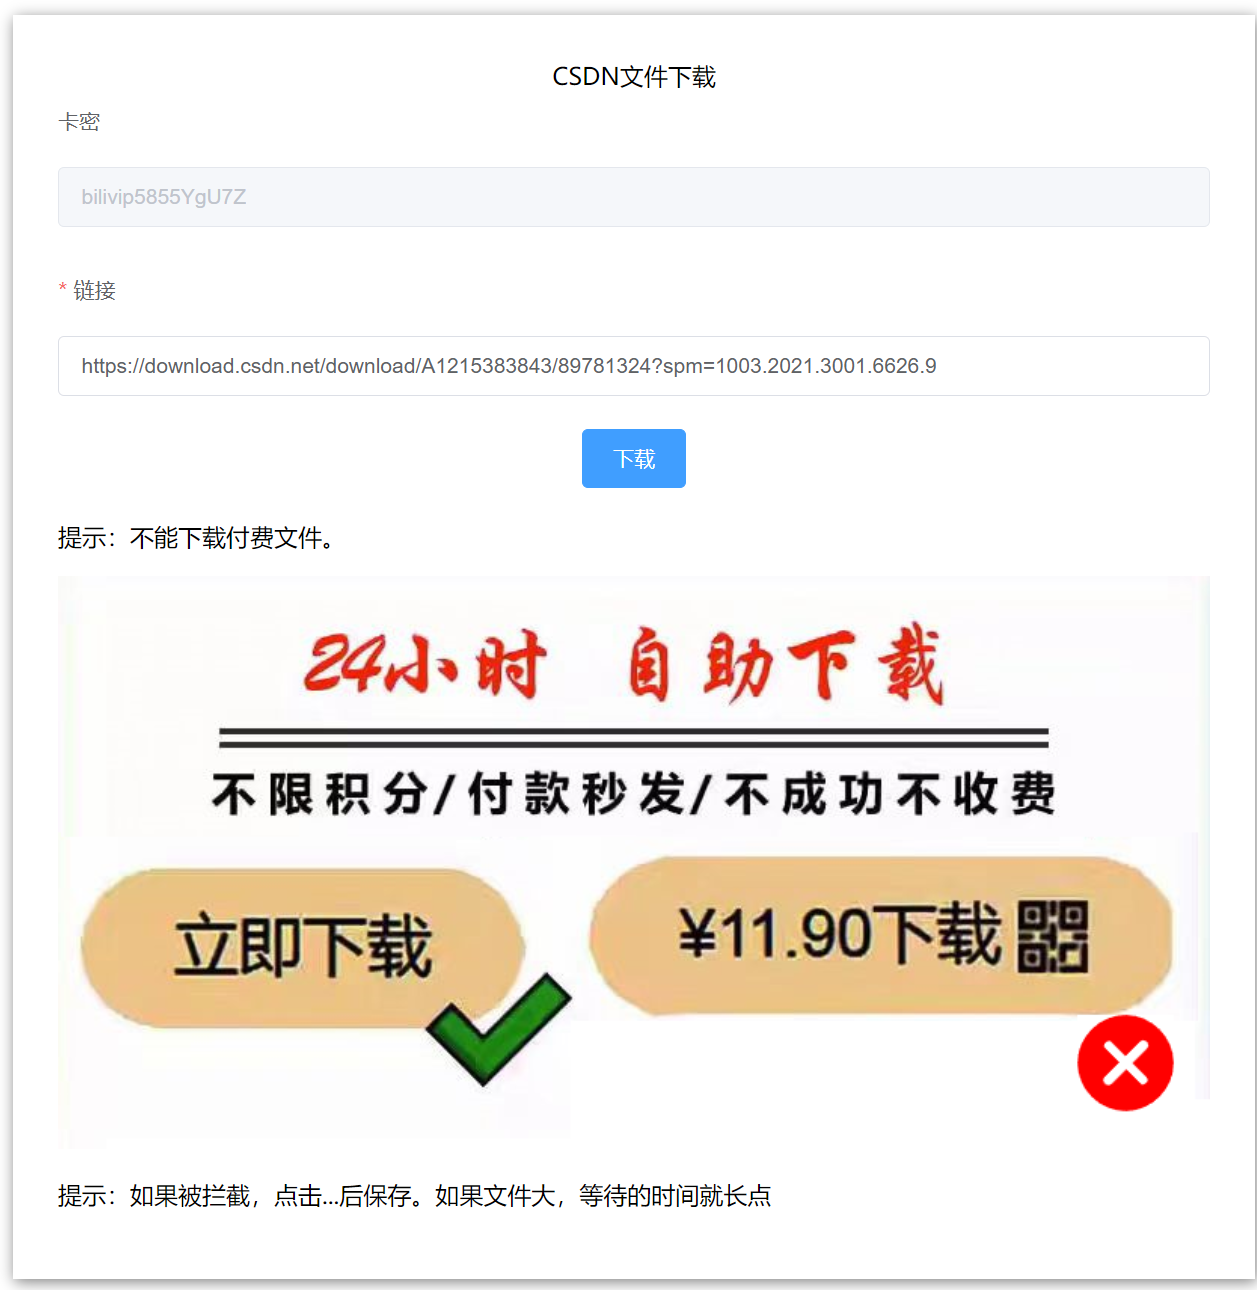 CSDN文件下载
卡密
bilivip5855YgU7Z
* 链接
https://download.csdn.net/download/A1215383843/89781324?spm=1003.2021.3001.6626.9
下载
提示：不能下载付费文件。
24小时 自助下载
不限积分/付款秒发/不成功不收费
立即下载
¥11.90下载
提示：如果被拦截，点击...后保存。如果文件大，等待的时间就长点